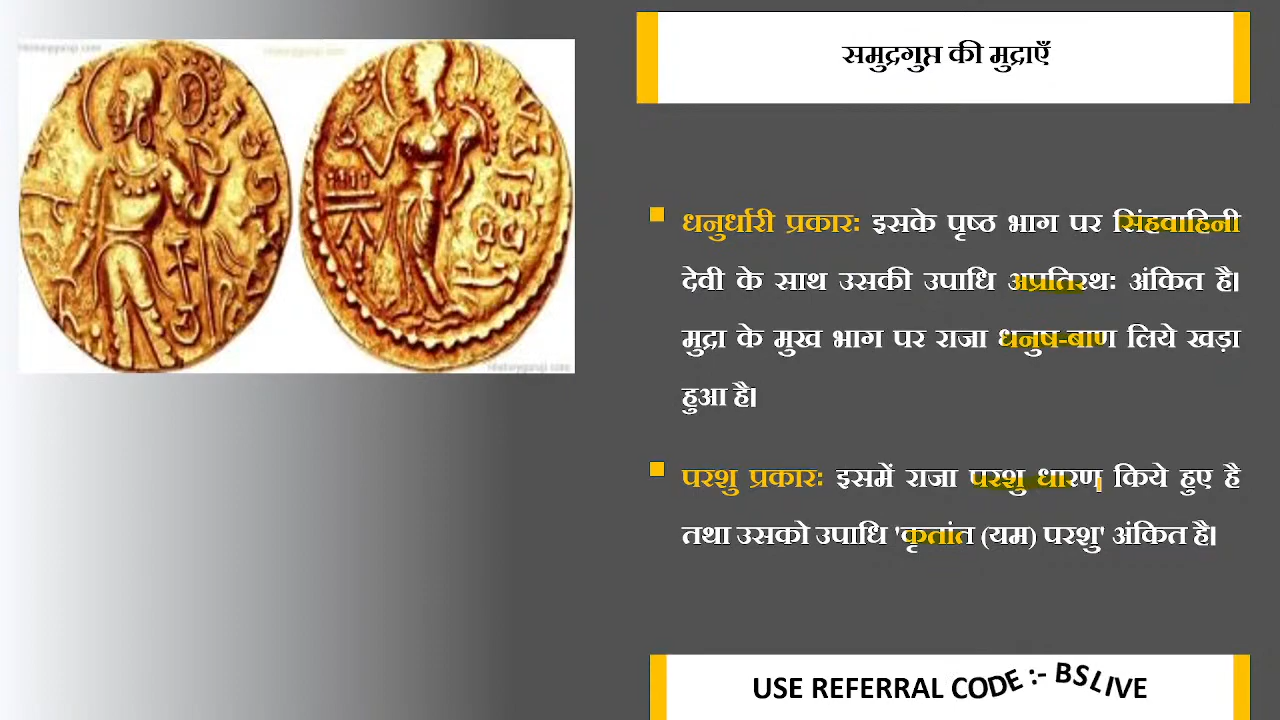 समुद्रगुप्त की मुद्राएँ
धनुर्धारी प्रकारः इसके पृष्ठ भाग पर सिंहवाहिनी
देवी के साथ उसकी उपाधि अप्रतिरथः अंकित है।
मुद्रा के मुख भाग पर राजा धनुष-बाण लिये खड़ा
हुआ है।
परशु प्रकारः इसमें राजा परशु धारण किये हुए है
तथा उसको उपाधि 'कृतांत (यम) परशु' अंकित है।
USE REFERRAL CODE :- BSLIVE